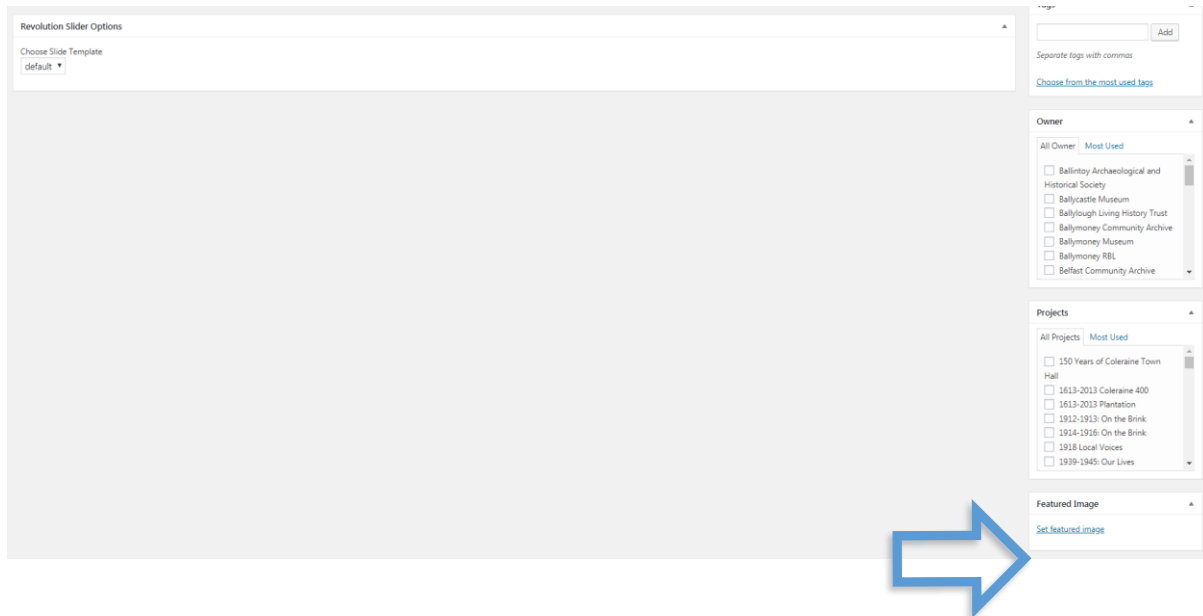 Revolution Slider Options
Choose Slide Template
default
Tags
Add
Separate tags with commas
Choose from the most used tags
Owner
All Owner Most Used
Ballintoy Archaeological and
Historical Society
Ballycastle Museum
Ballylough Living History Trust
Ballymoney Community Archive
Ballymoney Museum
Ballymoney RBL
Belfast Community Archive
Projects
All Projects Most Used
150 Years of Coleraine Town
Hall
1613-2013 Coleraine 400
1613-2013 Plantation
1912-1913: On the Brink
1914-1916: On the Brink
1918 Local Voices
1939-1945: Our Lives
Featured Image
Set featured image